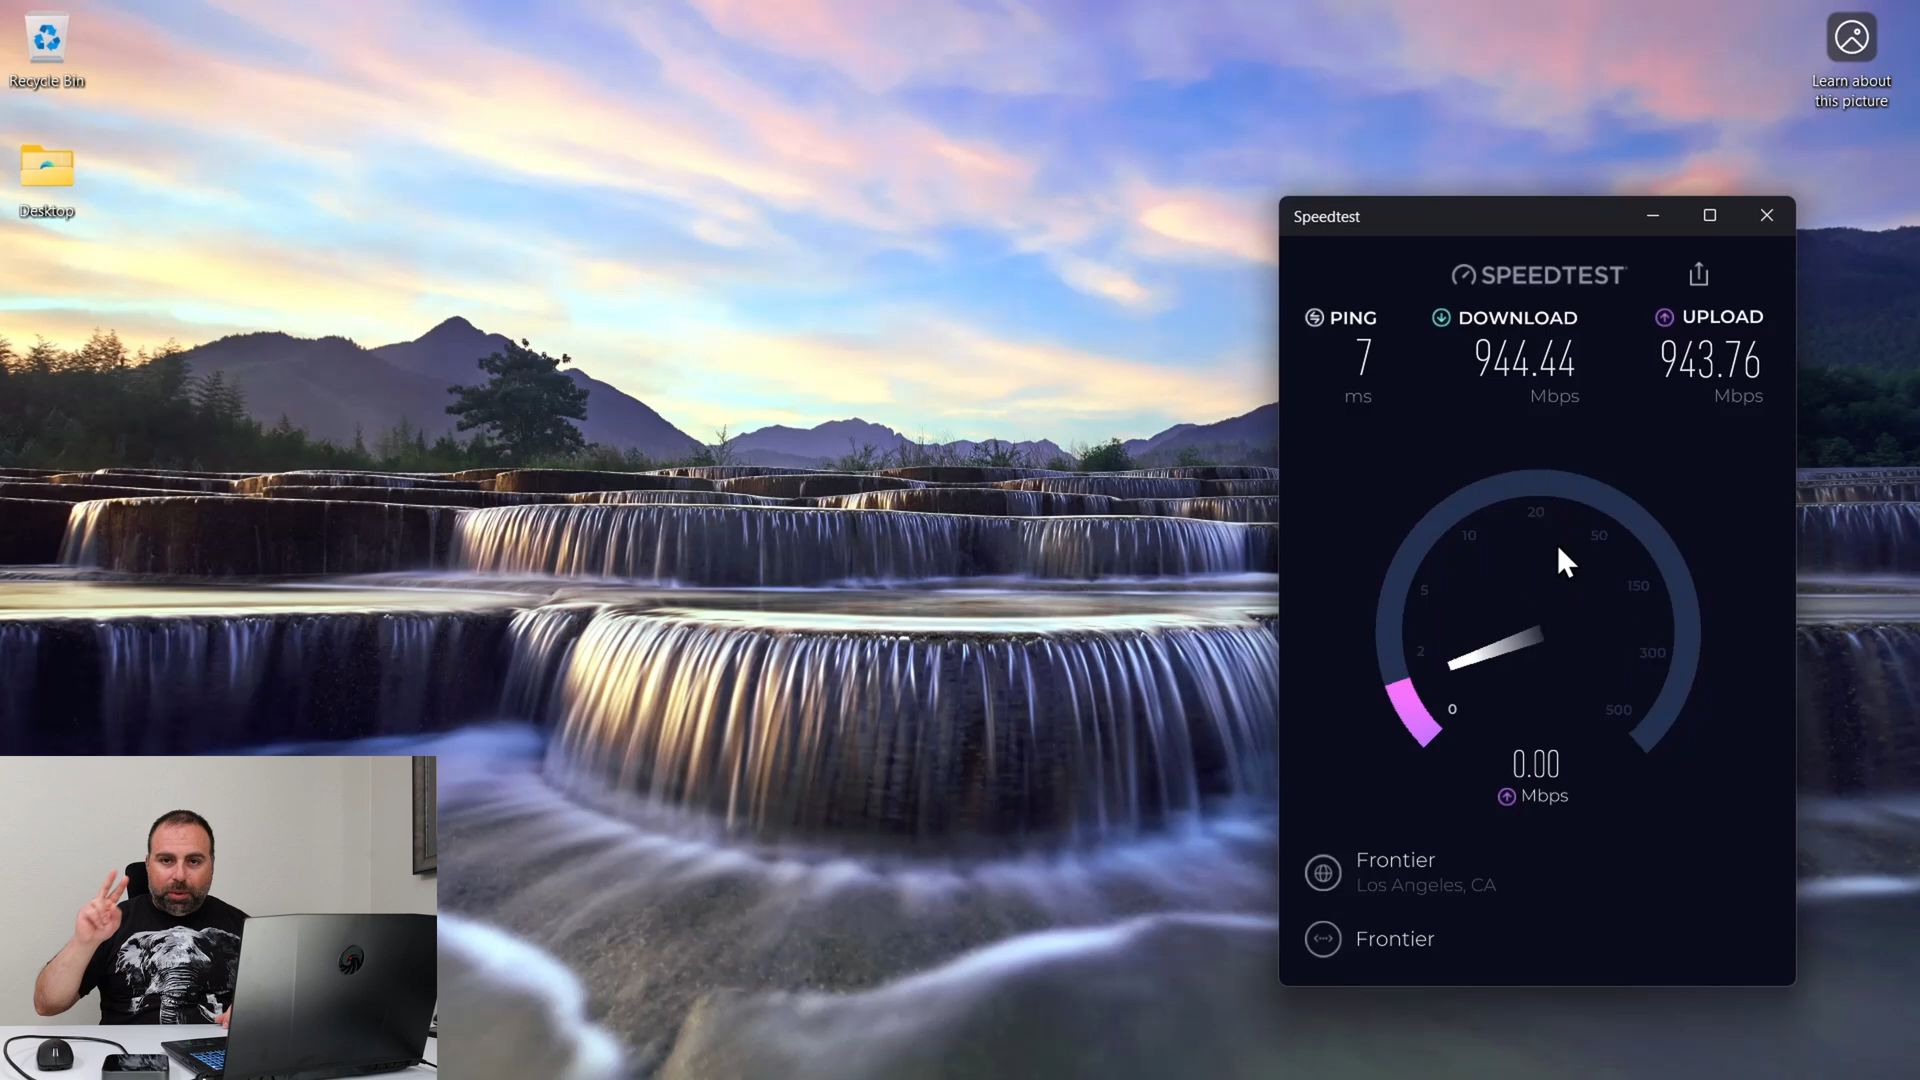 Recycle Bin
Desktop
Learn about
this picture
Speedtest
SPEEDTEST
PING
DOWNLOAD
UPLOAD
7
944.44
943.76
ms
Mbps
Mbps
0
2
5
10
20
50
150
300
500
0.00
Mbps
Frontier
Los Angeles, CA
Frontier